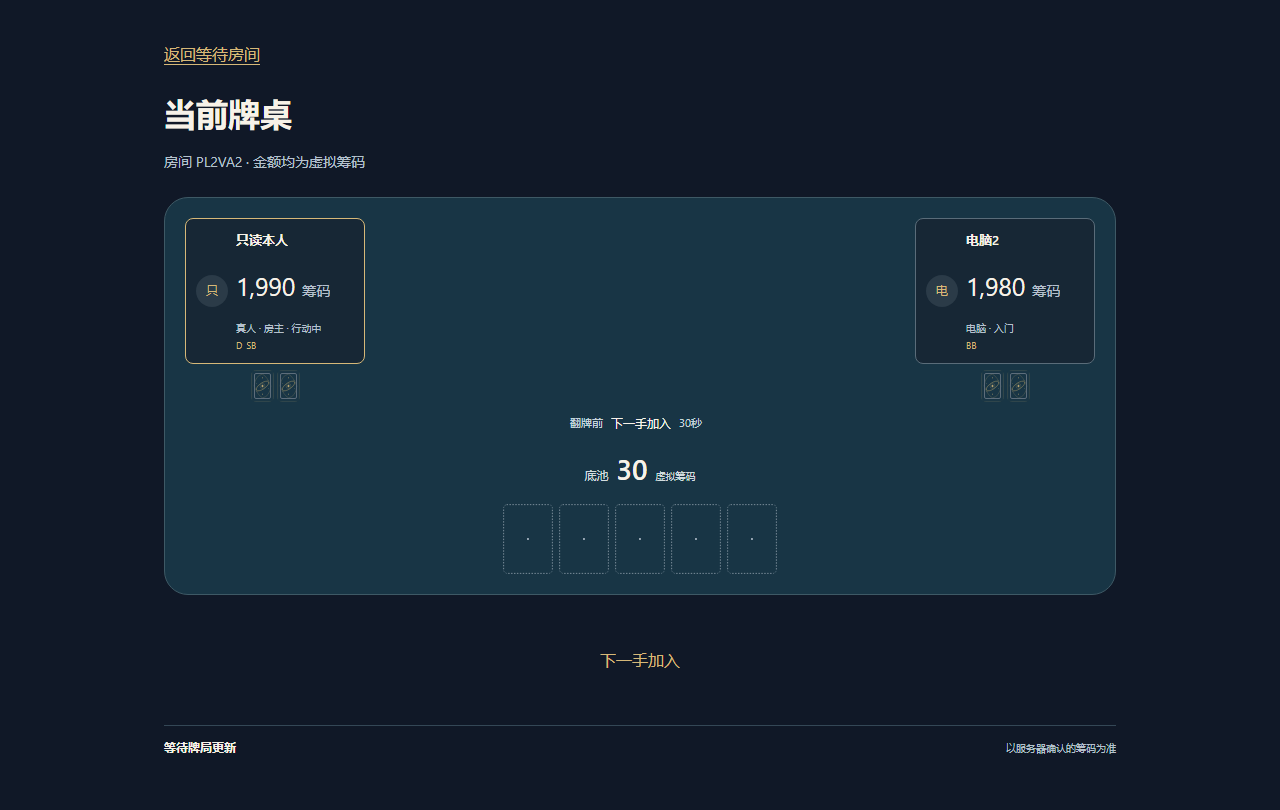 返回等待房间
当前牌桌
房间 PL2VA2 · 金额均为虚拟筹码
只读本人
只
1,990 筹码
真人 · 房主 · 行动中
D SB
电脑2
电
1,980 筹码
电脑 · 入门
BB
翻牌前 下一手加入 30秒
底池 30 虚拟筹码
下一手加入
等待牌局更新
以服务器确认的筹码为准